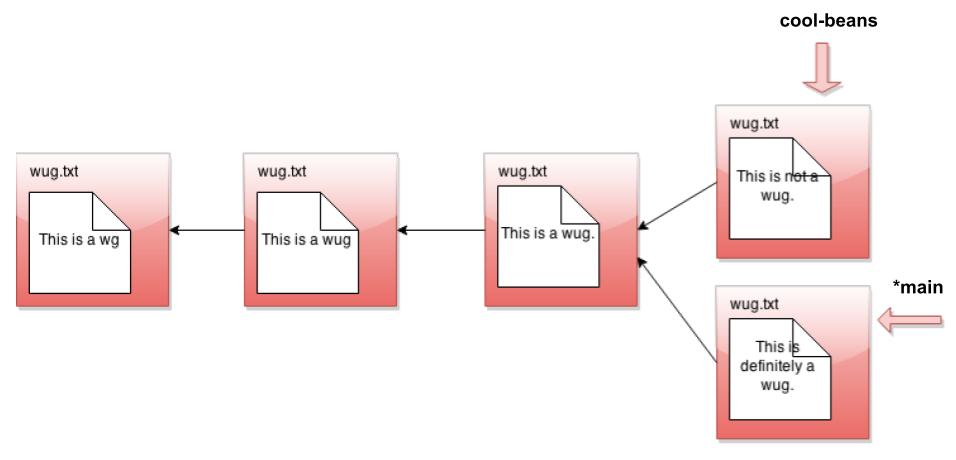 cool-beans
wug.txt
This is not a
wug.
wug.txt
This is a wg
wug.txt
This is a wug
wug.txt
This is a wug.
*main
wug.txt
This is
definitely a
wug.